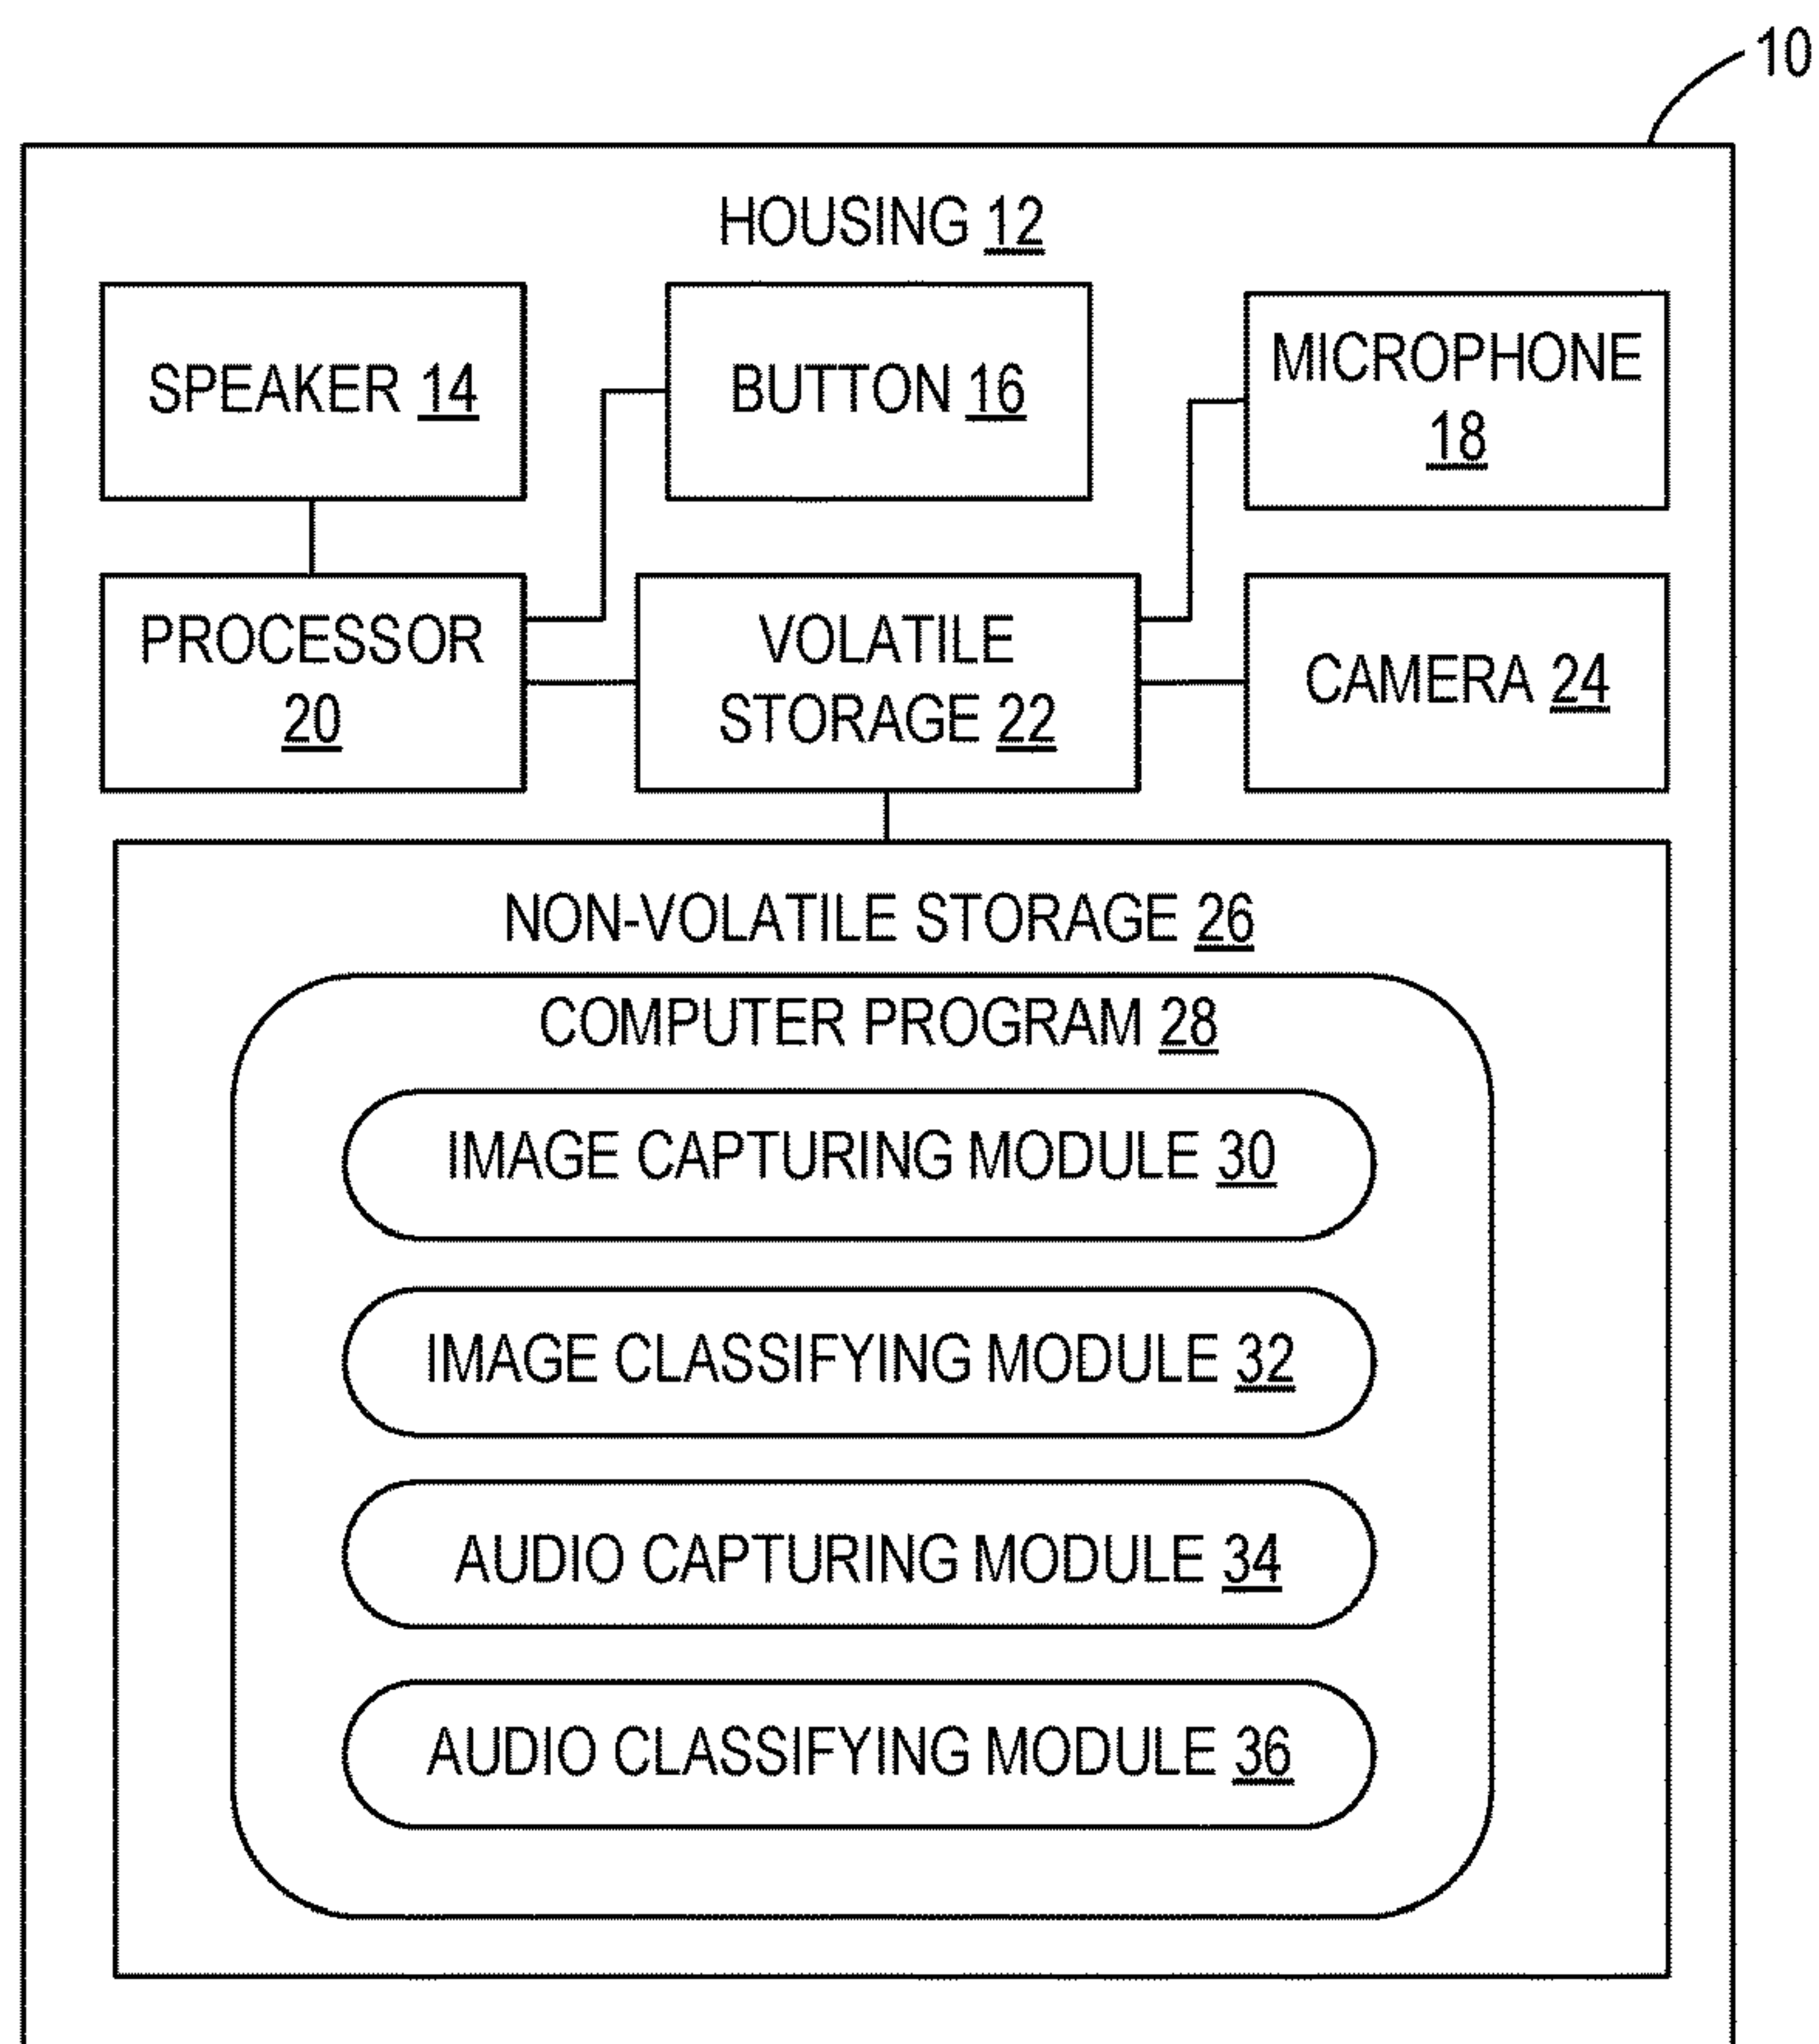 10
HOUSING 12
SPEAKER 14
BUTTON 16
MICROPHONE
18
PROCESSOR
20
VOLATILE
STORAGE 22
CAMERA 24
NON-VOLATILE STORAGE 26
COMPUTER PROGRAM 28
IMAGE CAPTURING MODULE 30
IMAGE CLASSIFYING MODULE 32
AUDIO CAPTURING MODULE 34
AUDIO CLASSIFYING MODULE 36